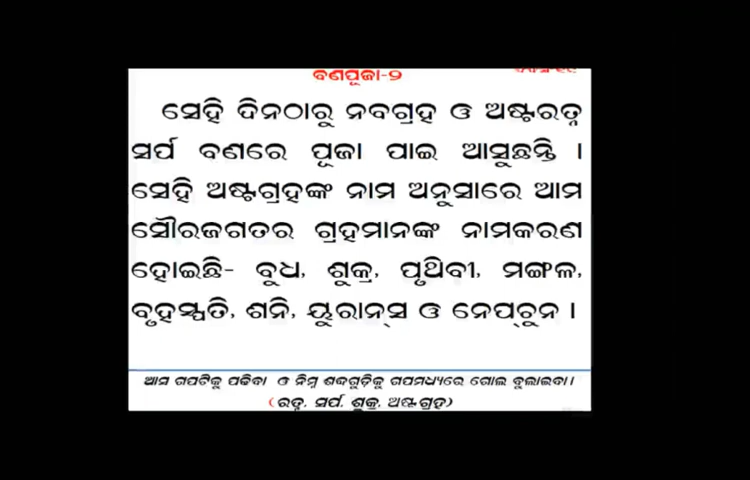 ବଣପୂଜା-୨
ସେହି ଦିନଠାରୁ ନବଗ୍ରହ ଓ ଅଷ୍ଟରତ୍ନ
ସର୍ପ ବଣରେ ପୂଜା ପାଇ ଆସୁଛନ୍ତି ।
ସେହି ଅଷ୍ଟଗ୍ରହଙ୍କ ନାମ ଅନୁସାରେ ଆମ
ସୌରଜଗତର ଗ୍ରହମାନଙ୍କ ନାମକରଣ
ହୋଇଛି- ବୁଧ, ଶୁକ୍ର, ପୃଥିବୀ, ମଙ୍ଗଳ,
ବୃହସ୍ପତି, ଶନି, ୟୁରାନ୍ସ ଓ ନେପ୍ଚୁନ ।
ଆସ ଗପଟିକୁ ପଢିବା ଓ ନିମ୍ନ ଶବ୍ଦଗୁଡ଼ିକୁ ଗପମଧ୍ୟରେ ଗୋଲ ବୁଲାଇବା ।
(ରତ୍ନ, ସର୍ପ, ଶୁକ୍ର, ଅଷ୍ଟଗ୍ରହ)